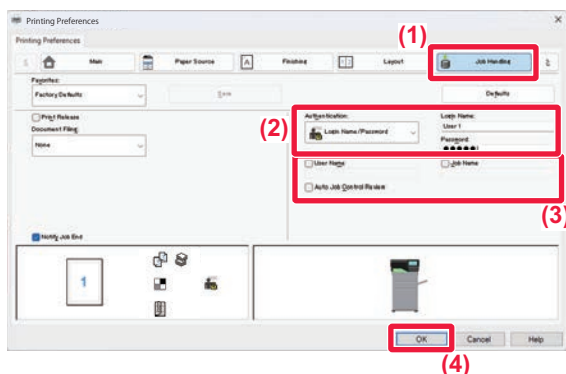 Printing Preferences
Printing Preferences
(1)
Main
Paper Source
Finishing
Layout
Job Handling
Favorites:
Factory Defaults
Save
Defaults
Print Release
Document Filing:
None
(2)
Authentication:
Login Name/Password
Login Name:
User 1
Password:
User Name
Job Name
Auto Job Control Review
(3)
Notify Job End
1
OK
Cancel
Help
(4)